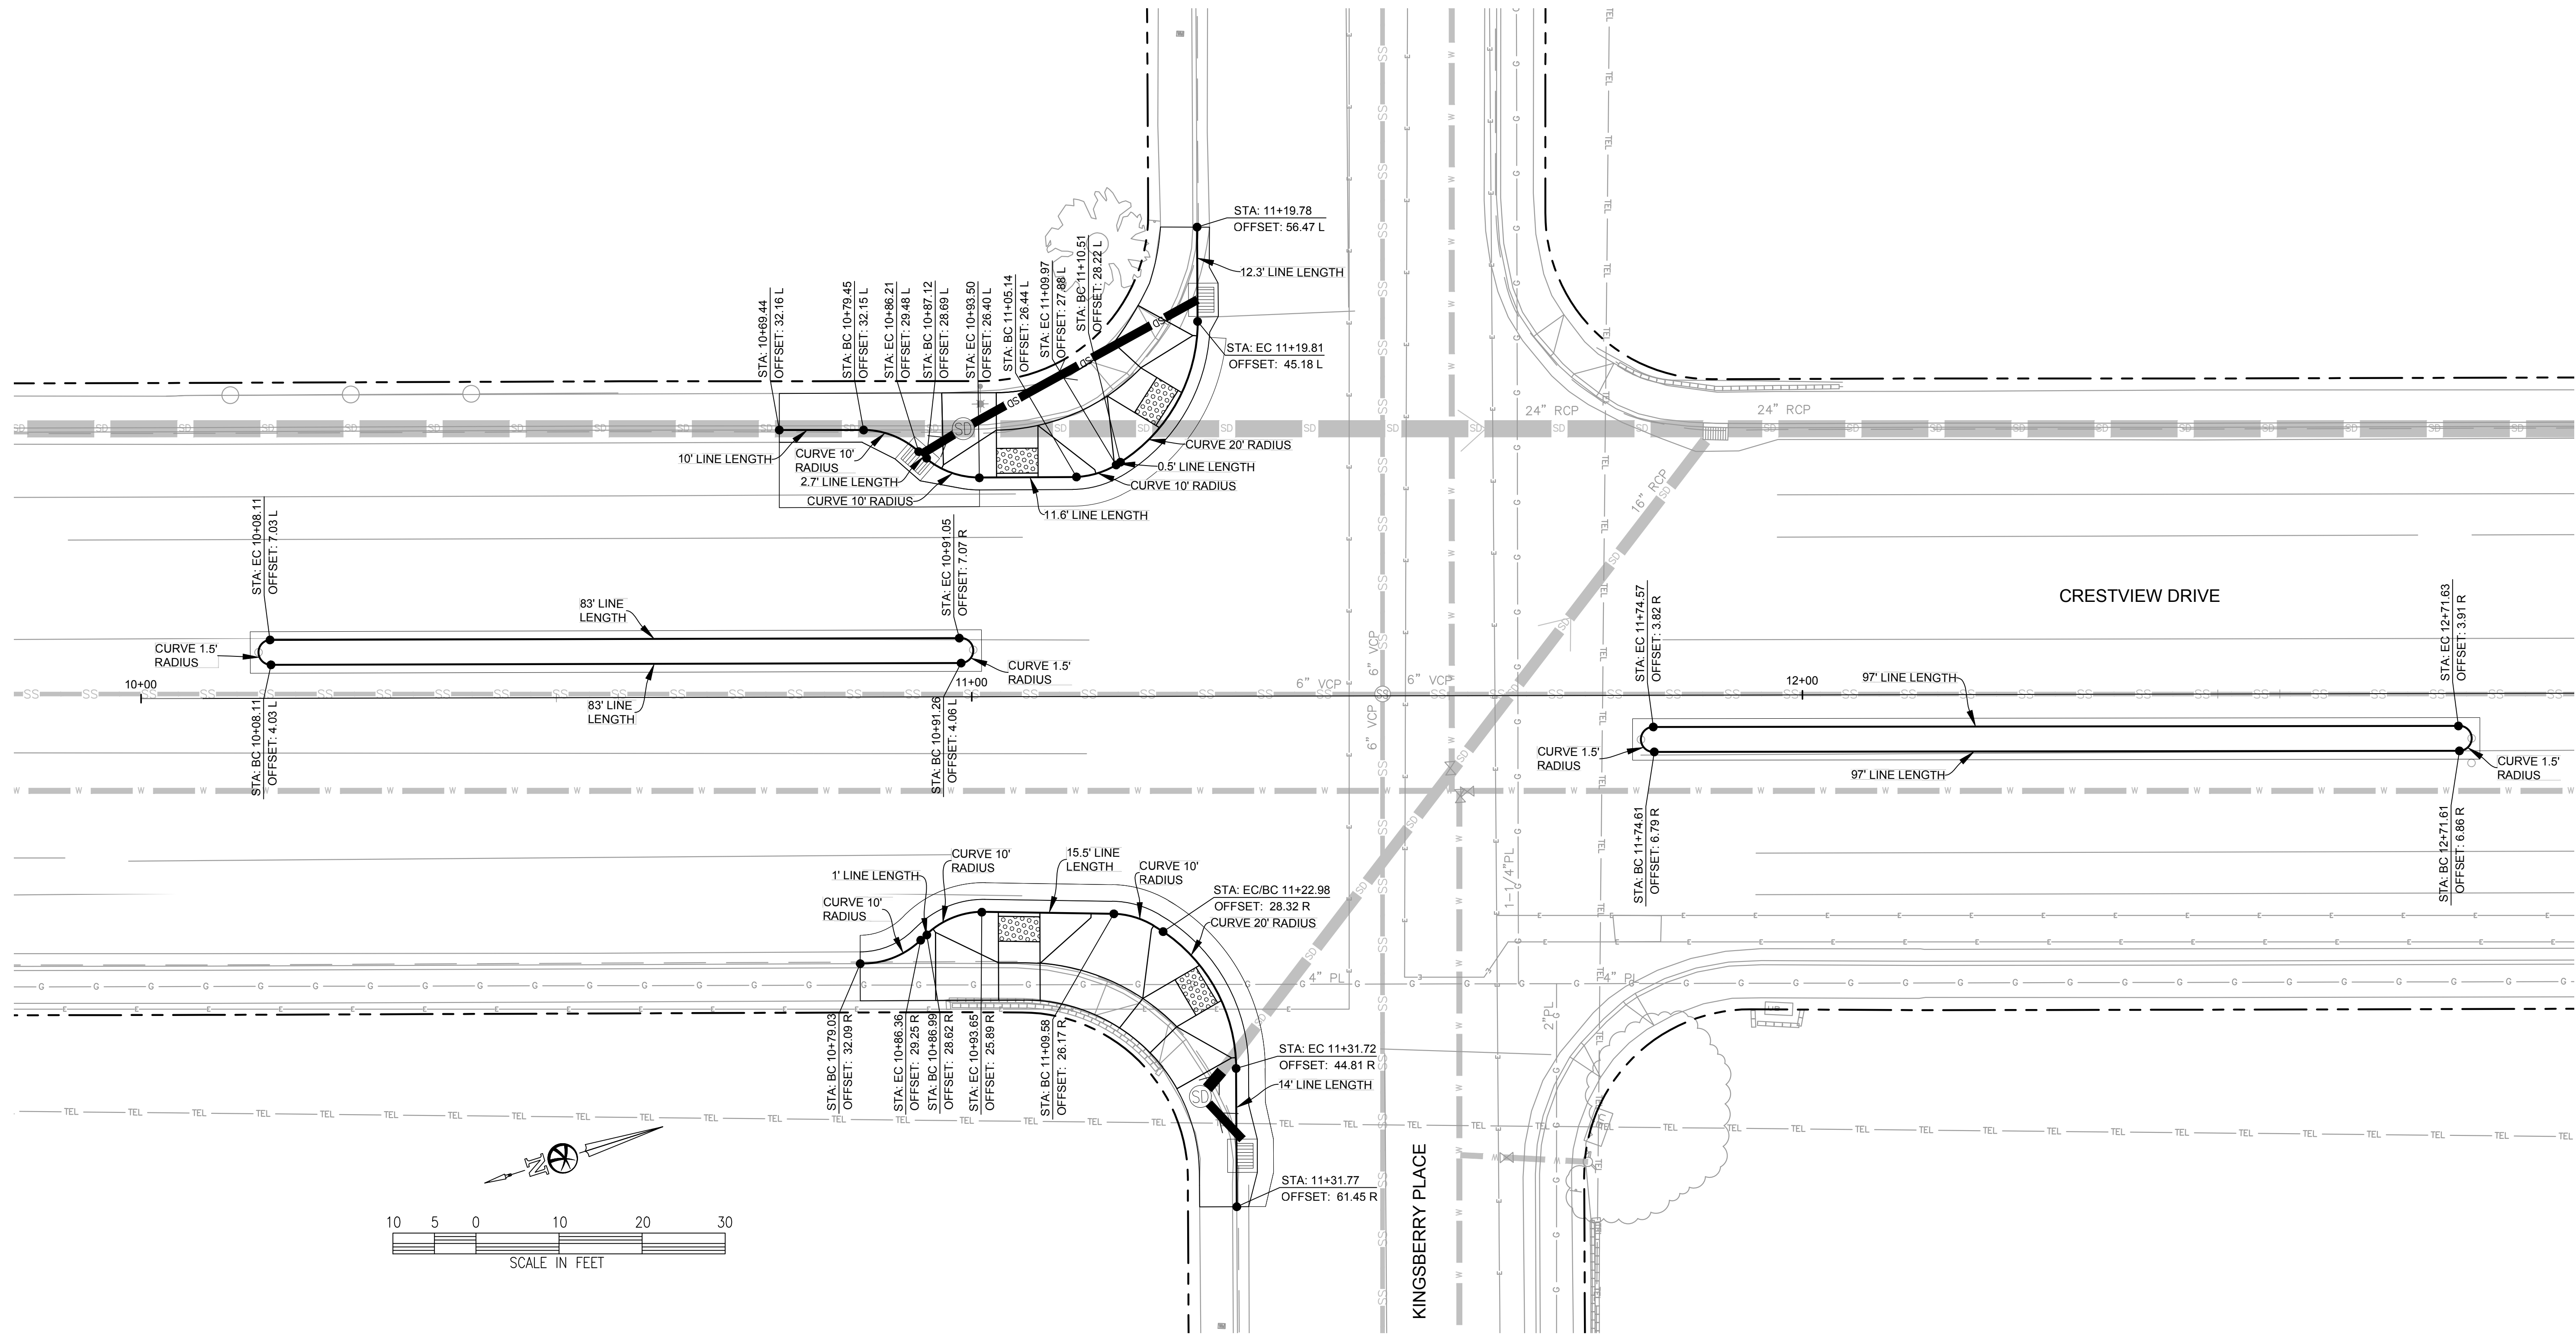 STA: 11+19.78
OFFSET: 56.47 L
12.3' LINE LENGTH
STA: EC 11+19.81
OFFSET: 45.18 L
STA: 10+69.44
OFFSET: 32.16 L
STA: BC 10+79.45
OFFSET: 32.15 L
STA: EC 10+86.21
OFFSET: 29.48 L
STA: BC 10+87.12
OFFSET: 28.69 L
STA: EC 10+93.50
OFFSET: 26.40 L
STA: BC 11+05.14
OFFSET: 26.44 L
STA: EC 11+09.97
OFFSET: 27.88 L
STA: BC 11+10.51
OFFSET: 28.22 L
24" RCP
24" RCP
16" RCP
10' LINE LENGTH
CURVE 10'
RADIUS
2.7' LINE LENGTH
CURVE 10' RADIUS
11.6' LINE LENGTH
CURVE 20' RADIUS
0.5' LINE LENGTH
CURVE 10' RADIUS
SD
STA: EC 10+08.11
OFFSET: 7.03 L
STA: EC 10+91.05
OFFSET: 7.07 R
83' LINE
LENGTH
CURVE 1.5'
RADIUS
CURVE 1.5'
RADIUS
83' LINE
LENGTH
10+00
11+00
12+00
STA: BC 10+08.11
OFFSET: 4.03 L
STA: BC 10+91.26
OFFSET: 4.06 L
6" VCP
6" VCP
6" VCP
6" VCP
CRESTVIEW DRIVE
STA: EC 11+74.57
OFFSET: 3.82 R
STA: EC 12+71.63
OFFSET: 3.91 R
97' LINE LENGTH
CURVE 1.5'
RADIUS
97' LINE LENGTH
CURVE 1.5'
RADIUS
STA: BC 11+74.61
OFFSET: 6.79 R
STA: BC 12+71.61
OFFSET: 6.86 R
CURVE 10'
RADIUS
1' LINE LENGTH
CURVE 10'
RADIUS
15.5' LINE
LENGTH
CURVE 10'
RADIUS
STA: EC/BC 11+22.98
OFFSET: 28.32 R
CURVE 20' RADIUS
1-1/4"PL
4" PL
4" PL
2"PL
STA: BC 10+79.03
OFFSET: 32.09 R
STA: EC 10+86.36
OFFSET: 29.25 R
STA: BC 10+86.99
OFFSET: 28.62 R
STA: EC 10+93.65
OFFSET: 25.89 R
STA: BC 11+09.58
OFFSET: 26.17 R
STA: EC 11+31.72
OFFSET: 44.81 R
14' LINE LENGTH
SD
STA: 11+31.77
OFFSET: 61.45 R
KINGSBERRY PLACE
N
10 5 0 10 20 30
SCALE IN FEET